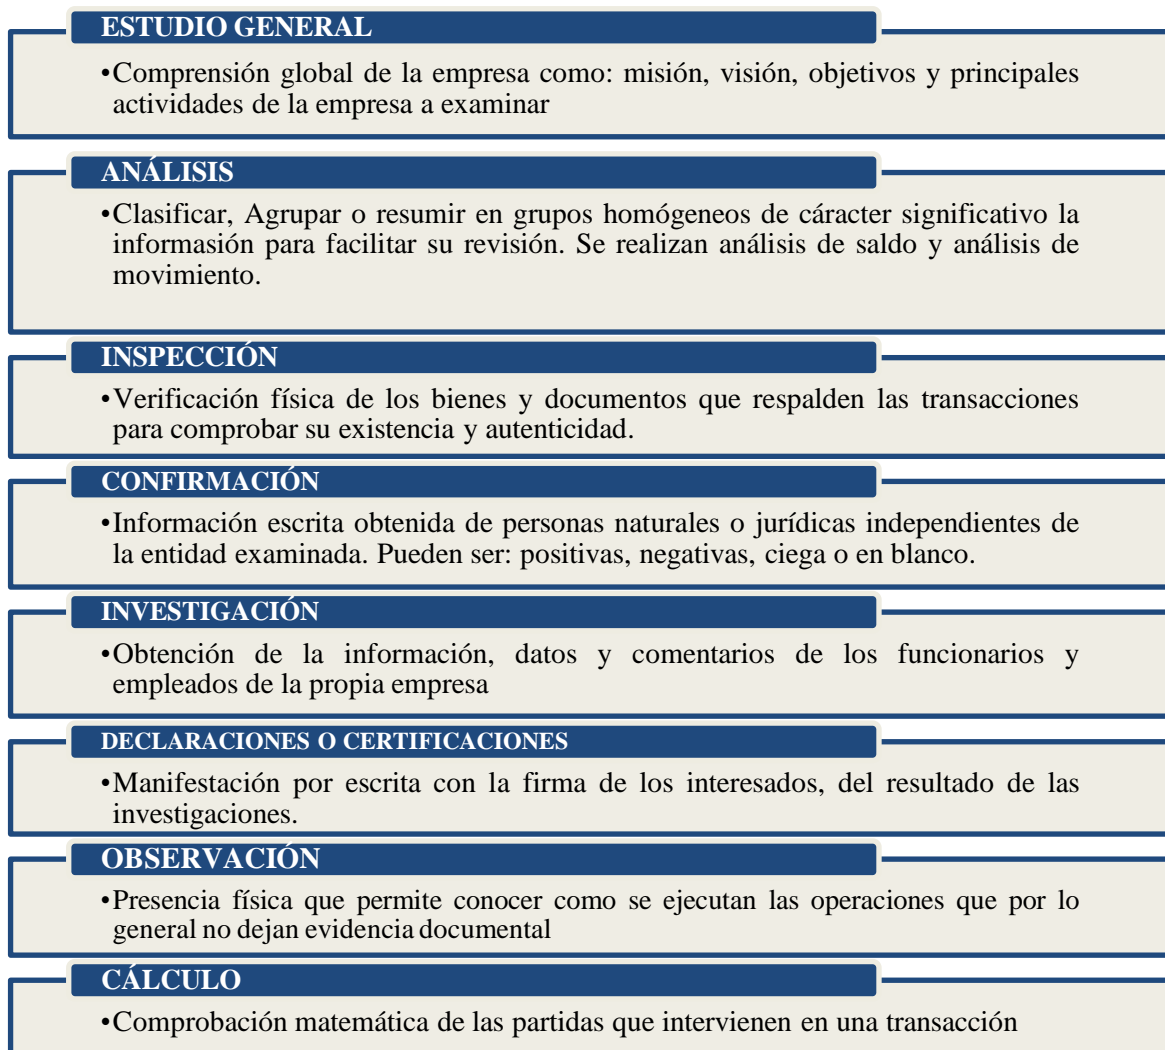 ESTUDIO GENERAL
•Comprensión global de la empresa como: misión, visión, objetivos y principales
actividades de la empresa a examinar
ANÁLISIS
•Clasificar, Agrupar o resumir en grupos homógeneos de cáracter significativo la
informasión para facilitar su revisión. Se realizan análisis de saldo y análisis de
movimiento.
INSPECCIÓN
•Verificación física de los bienes y documentos que respalden las transacciones
para comprobar su existencia y autenticidad.
CONFIRMACIÓN
•Información escrita obtenida de personas naturales o jurídicas independientes de
la entidad examinada. Pueden ser: positivas, negativas, ciega o en blanco.
INVESTIGACIÓN
•Obtención de la información, datos y comentarios de los funcionarios y
empleados de la propia empresa
DECLARACIONES O CERTIFICACIONES
•Manifestación por escrita con la firma de los interesados, del resultado de las
investigaciones.
OBSERVACIÓN
•Presencia física que permite conocer como se ejecutan las operaciones que por lo
general no dejan evidencia documental
CÁLCULO
•Comprobación matemática de las partidas que intervienen en una transacción